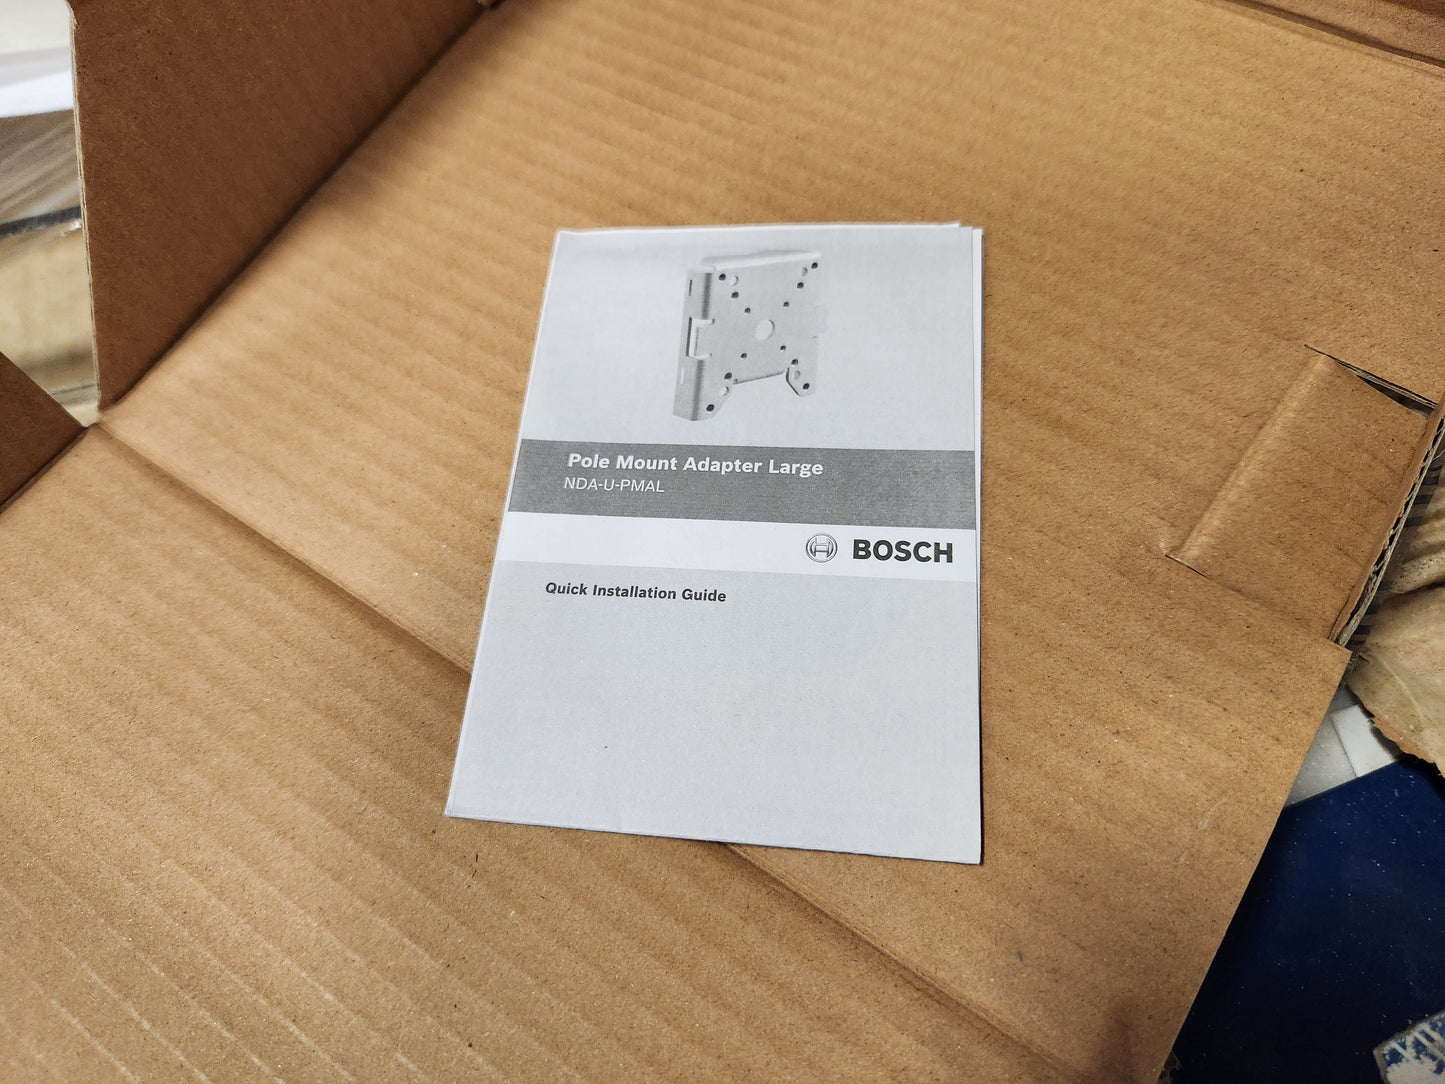 Pole Mount Adapter Large
NDA-U-PMAL
BOSCH
Quick Installation Guide